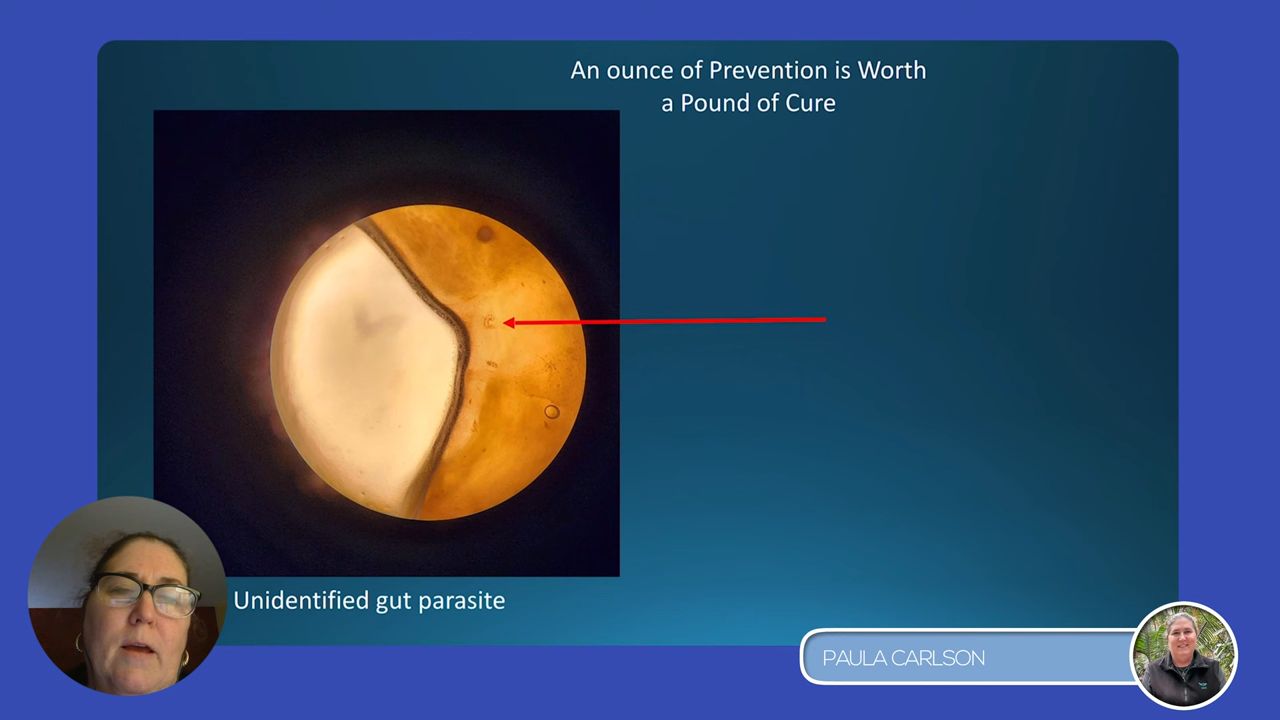 An ounce of Prevention is Worth
a Pound of Cure
Unidentified gut parasite
PAULA CARLSON